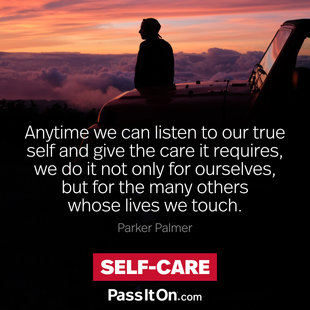 Anytime we can listen to our true
self and give the care it requires,
we do it not only for ourselves,
but for the many others
whose lives we touch.
Parker Palmer
SELF-CARE
PassItOn.com